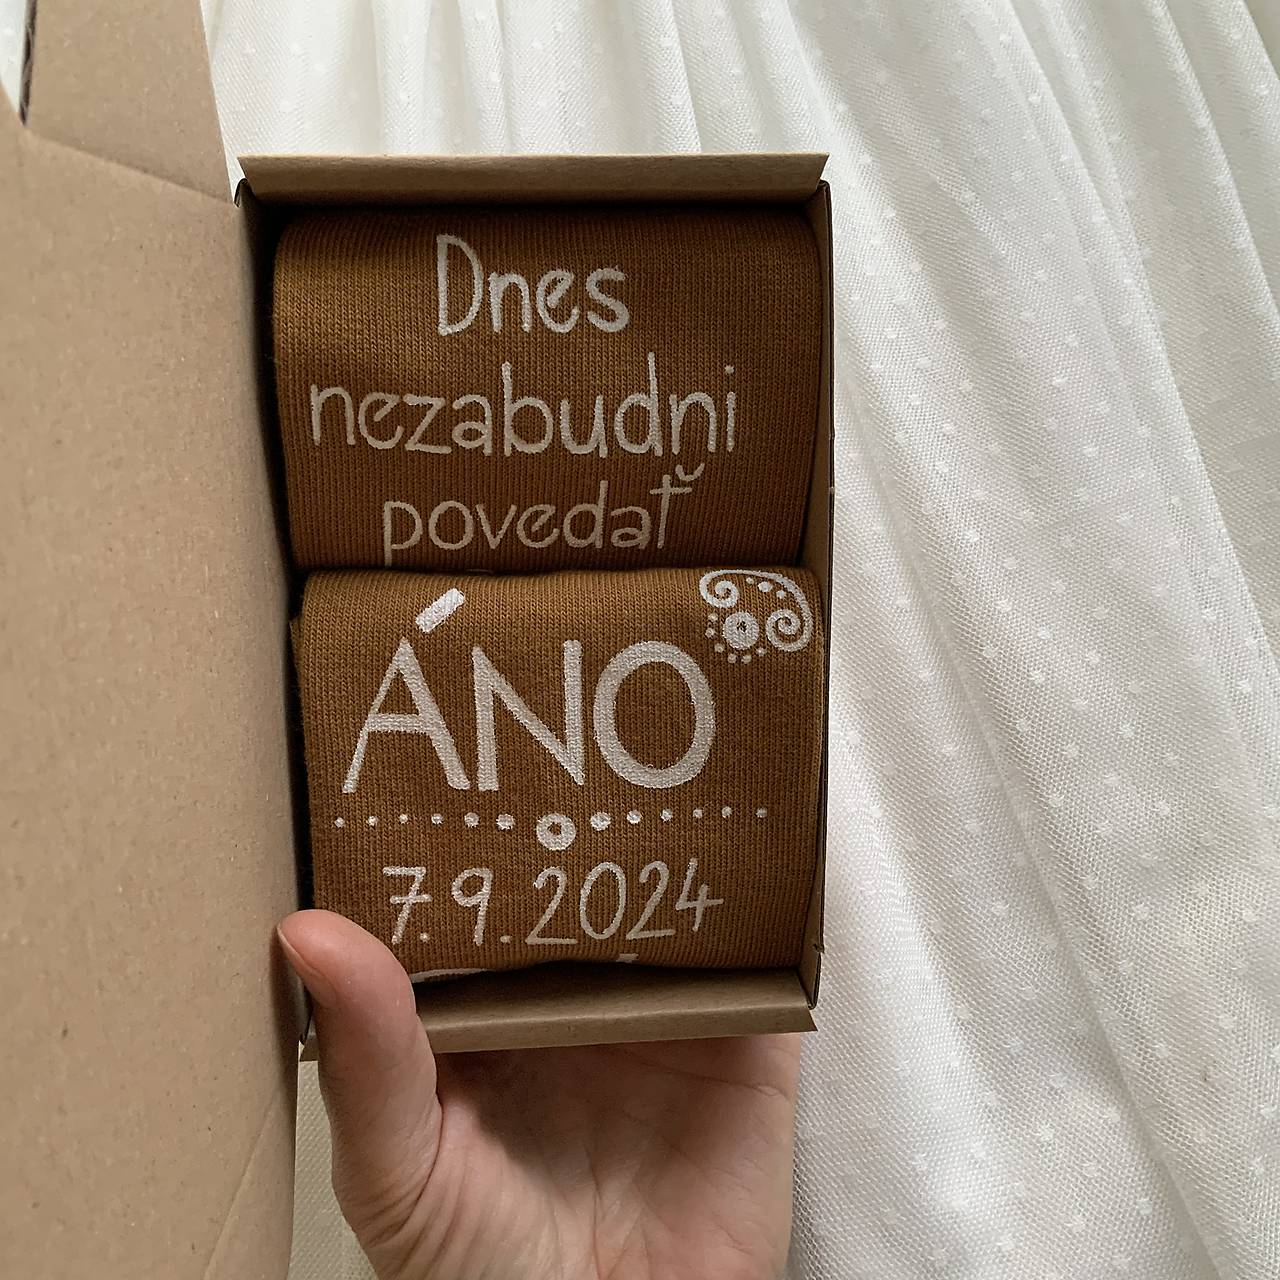 Dnes
nezabudni
povedať
ÁNO
7.9.2024